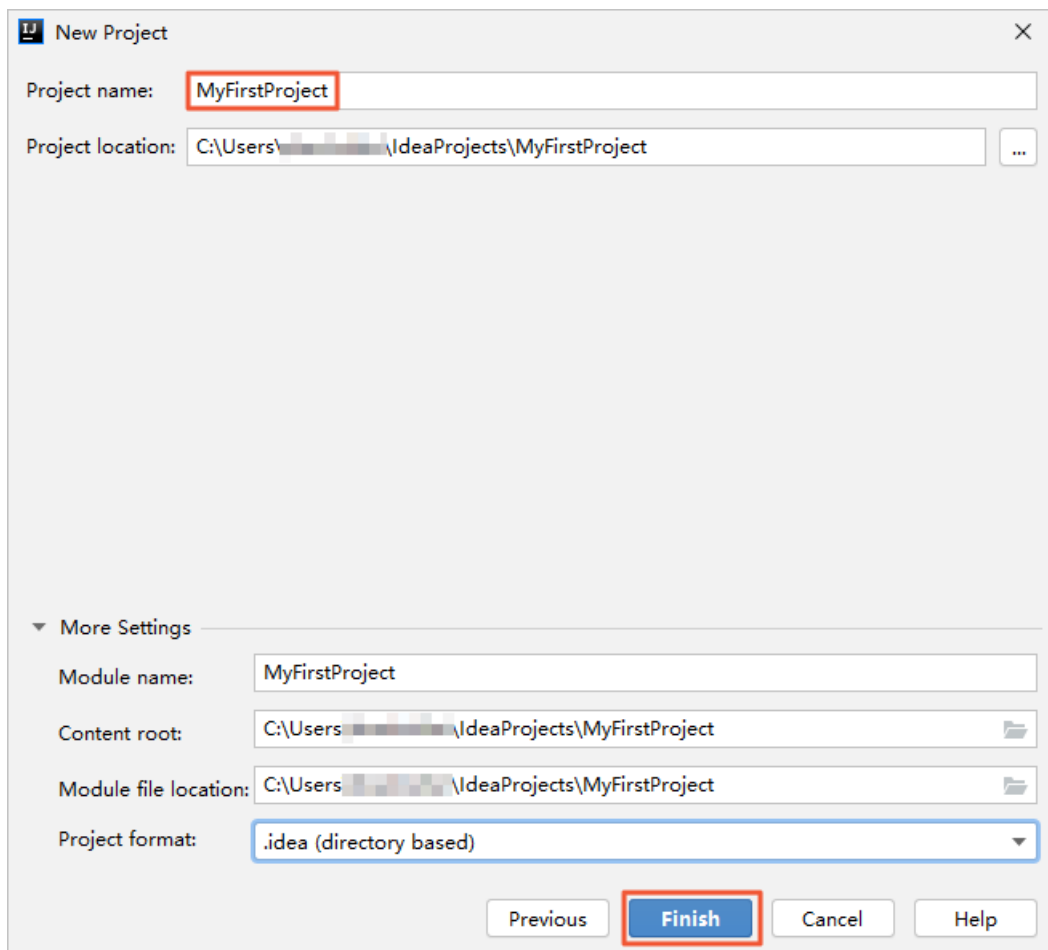 New Project
Project name: MyFirstProject
Project location: C:\Users\ \IdeaProjects\MyFirstProject ...
More Settings
Module name: MyFirstProject
Content root: C:\Users \IdeaProjects\MyFirstProject
Module file location: C:\Users \IdeaProjects\MyFirstProject
Project format: .idea (directory based)
Previous Finish Cancel Help